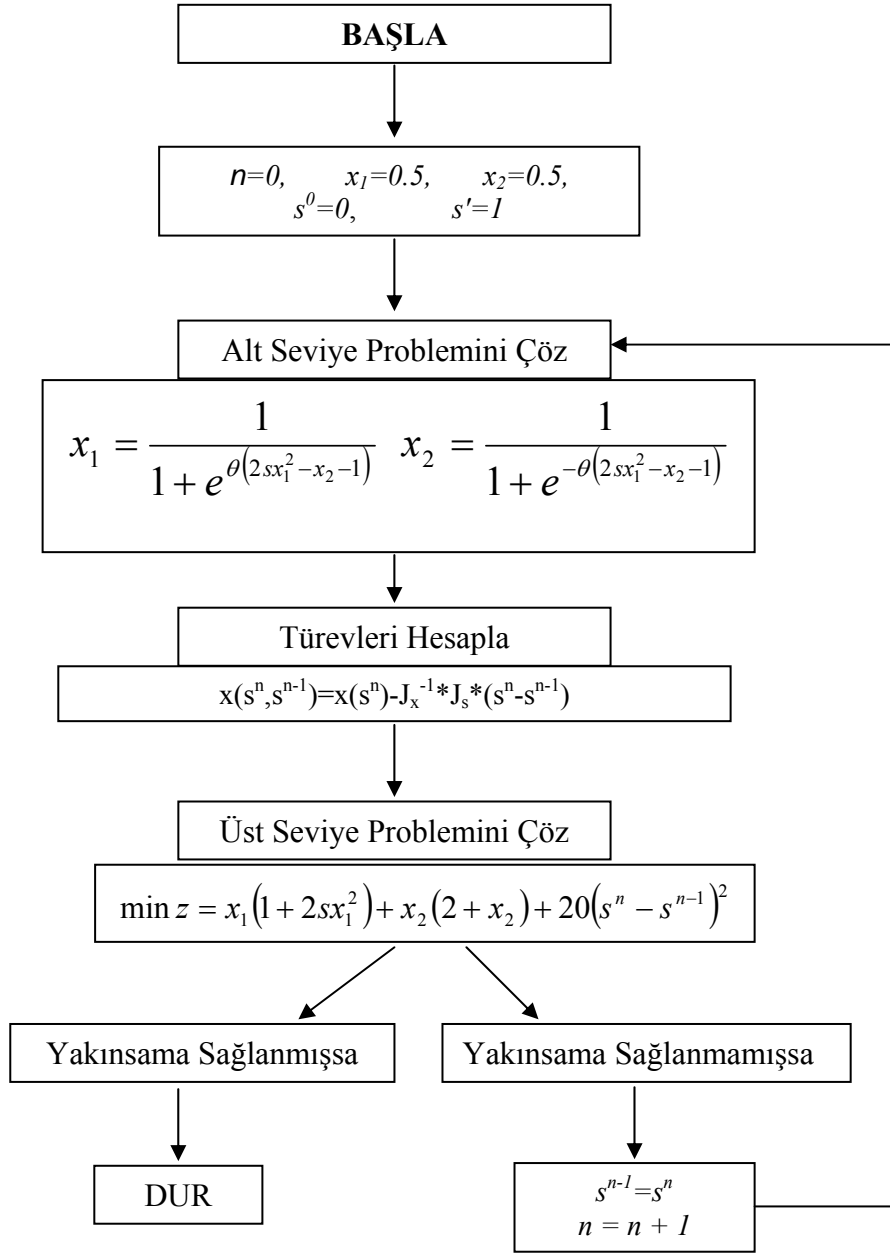 BAŞLA
n=0, x₁=0.5, x₂=0.5,
s⁰=0, s'=1
Alt Seviye Problemini Çöz
x₁ = 1 / (1 + e^{θ(2sx₁² − x₂ − 1)}) x₂ = 1 / (1 + e^{−θ(2sx₁² − x₂ − 1)})
Türevleri Hesapla
x(sⁿ,sⁿ⁻¹)=x(sⁿ)-Jₓ⁻¹*Jₛ*(sⁿ-sⁿ⁻¹)
Üst Seviye Problemini Çöz
min z = x₁(1 + 2sx₁²) + x₂(2 + x₂) + 20(sⁿ − sⁿ⁻¹)²
Yakınsama Sağlanmışsa
Yakınsama Sağlanmamışsa
DUR
sⁿ⁻¹=sⁿ
n = n + 1